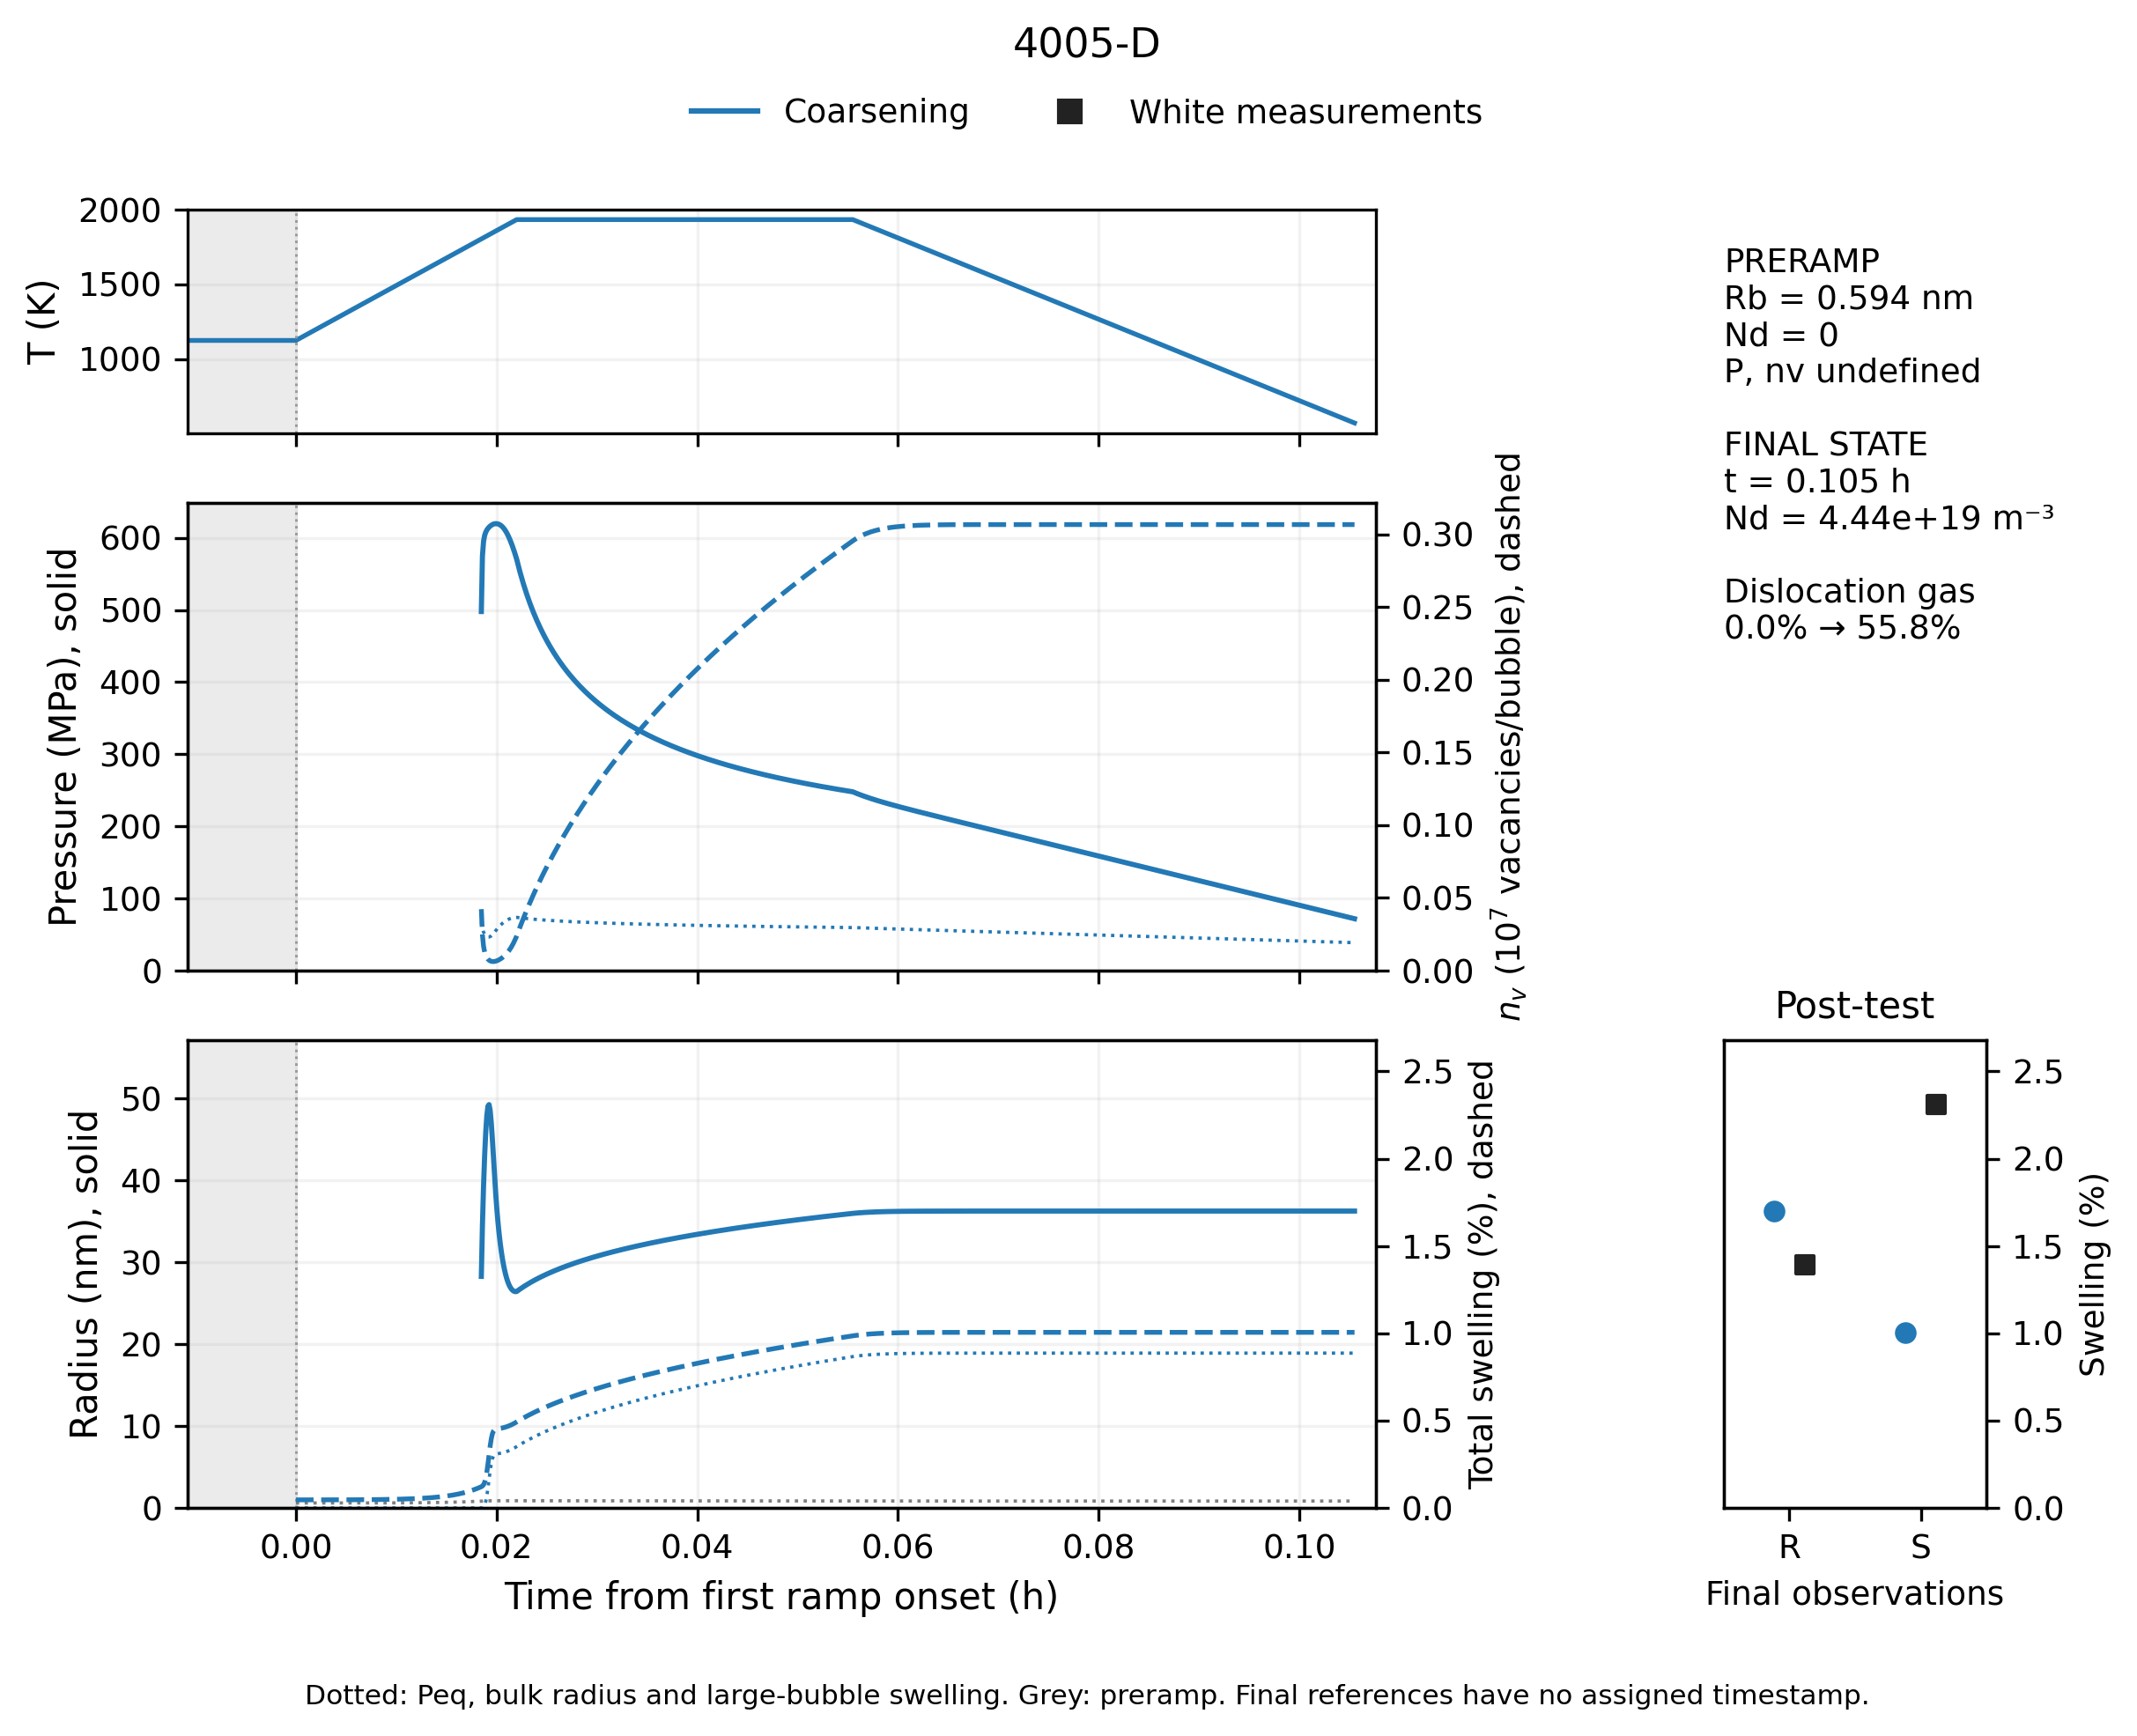 4005-D
Coarsening
White measurements
2000
1500
1000
T (K)
PRERAMP
Rb = 0.594 nm
Nd = 0
P, nv undefined
FINAL STATE
t = 0.105 h
Nd = 4.44e+19 m⁻³
Dislocation gas
0.0% → 55.8%
600
500
400
300
200
100
0
Pressure (MPa), solid
0.30
0.25
0.20
0.15
0.10
0.05
0.00
n_v (10^7 vacancies/bubble), dashed
50
40
30
20
10
0
Radius (nm), solid
2.5
2.0
1.5
1.0
0.5
0.0
Total swelling (%), dashed
0.00 0.02 0.04 0.06 0.08 0.10
Time from first ramp onset (h)
Post-test
2.5
2.0
1.5
1.0
0.5
0.0
Swelling (%)
R S
Final observations
Dotted: Peq, bulk radius and large-bubble swelling. Grey: preramp. Final references have no assigned timestamp.